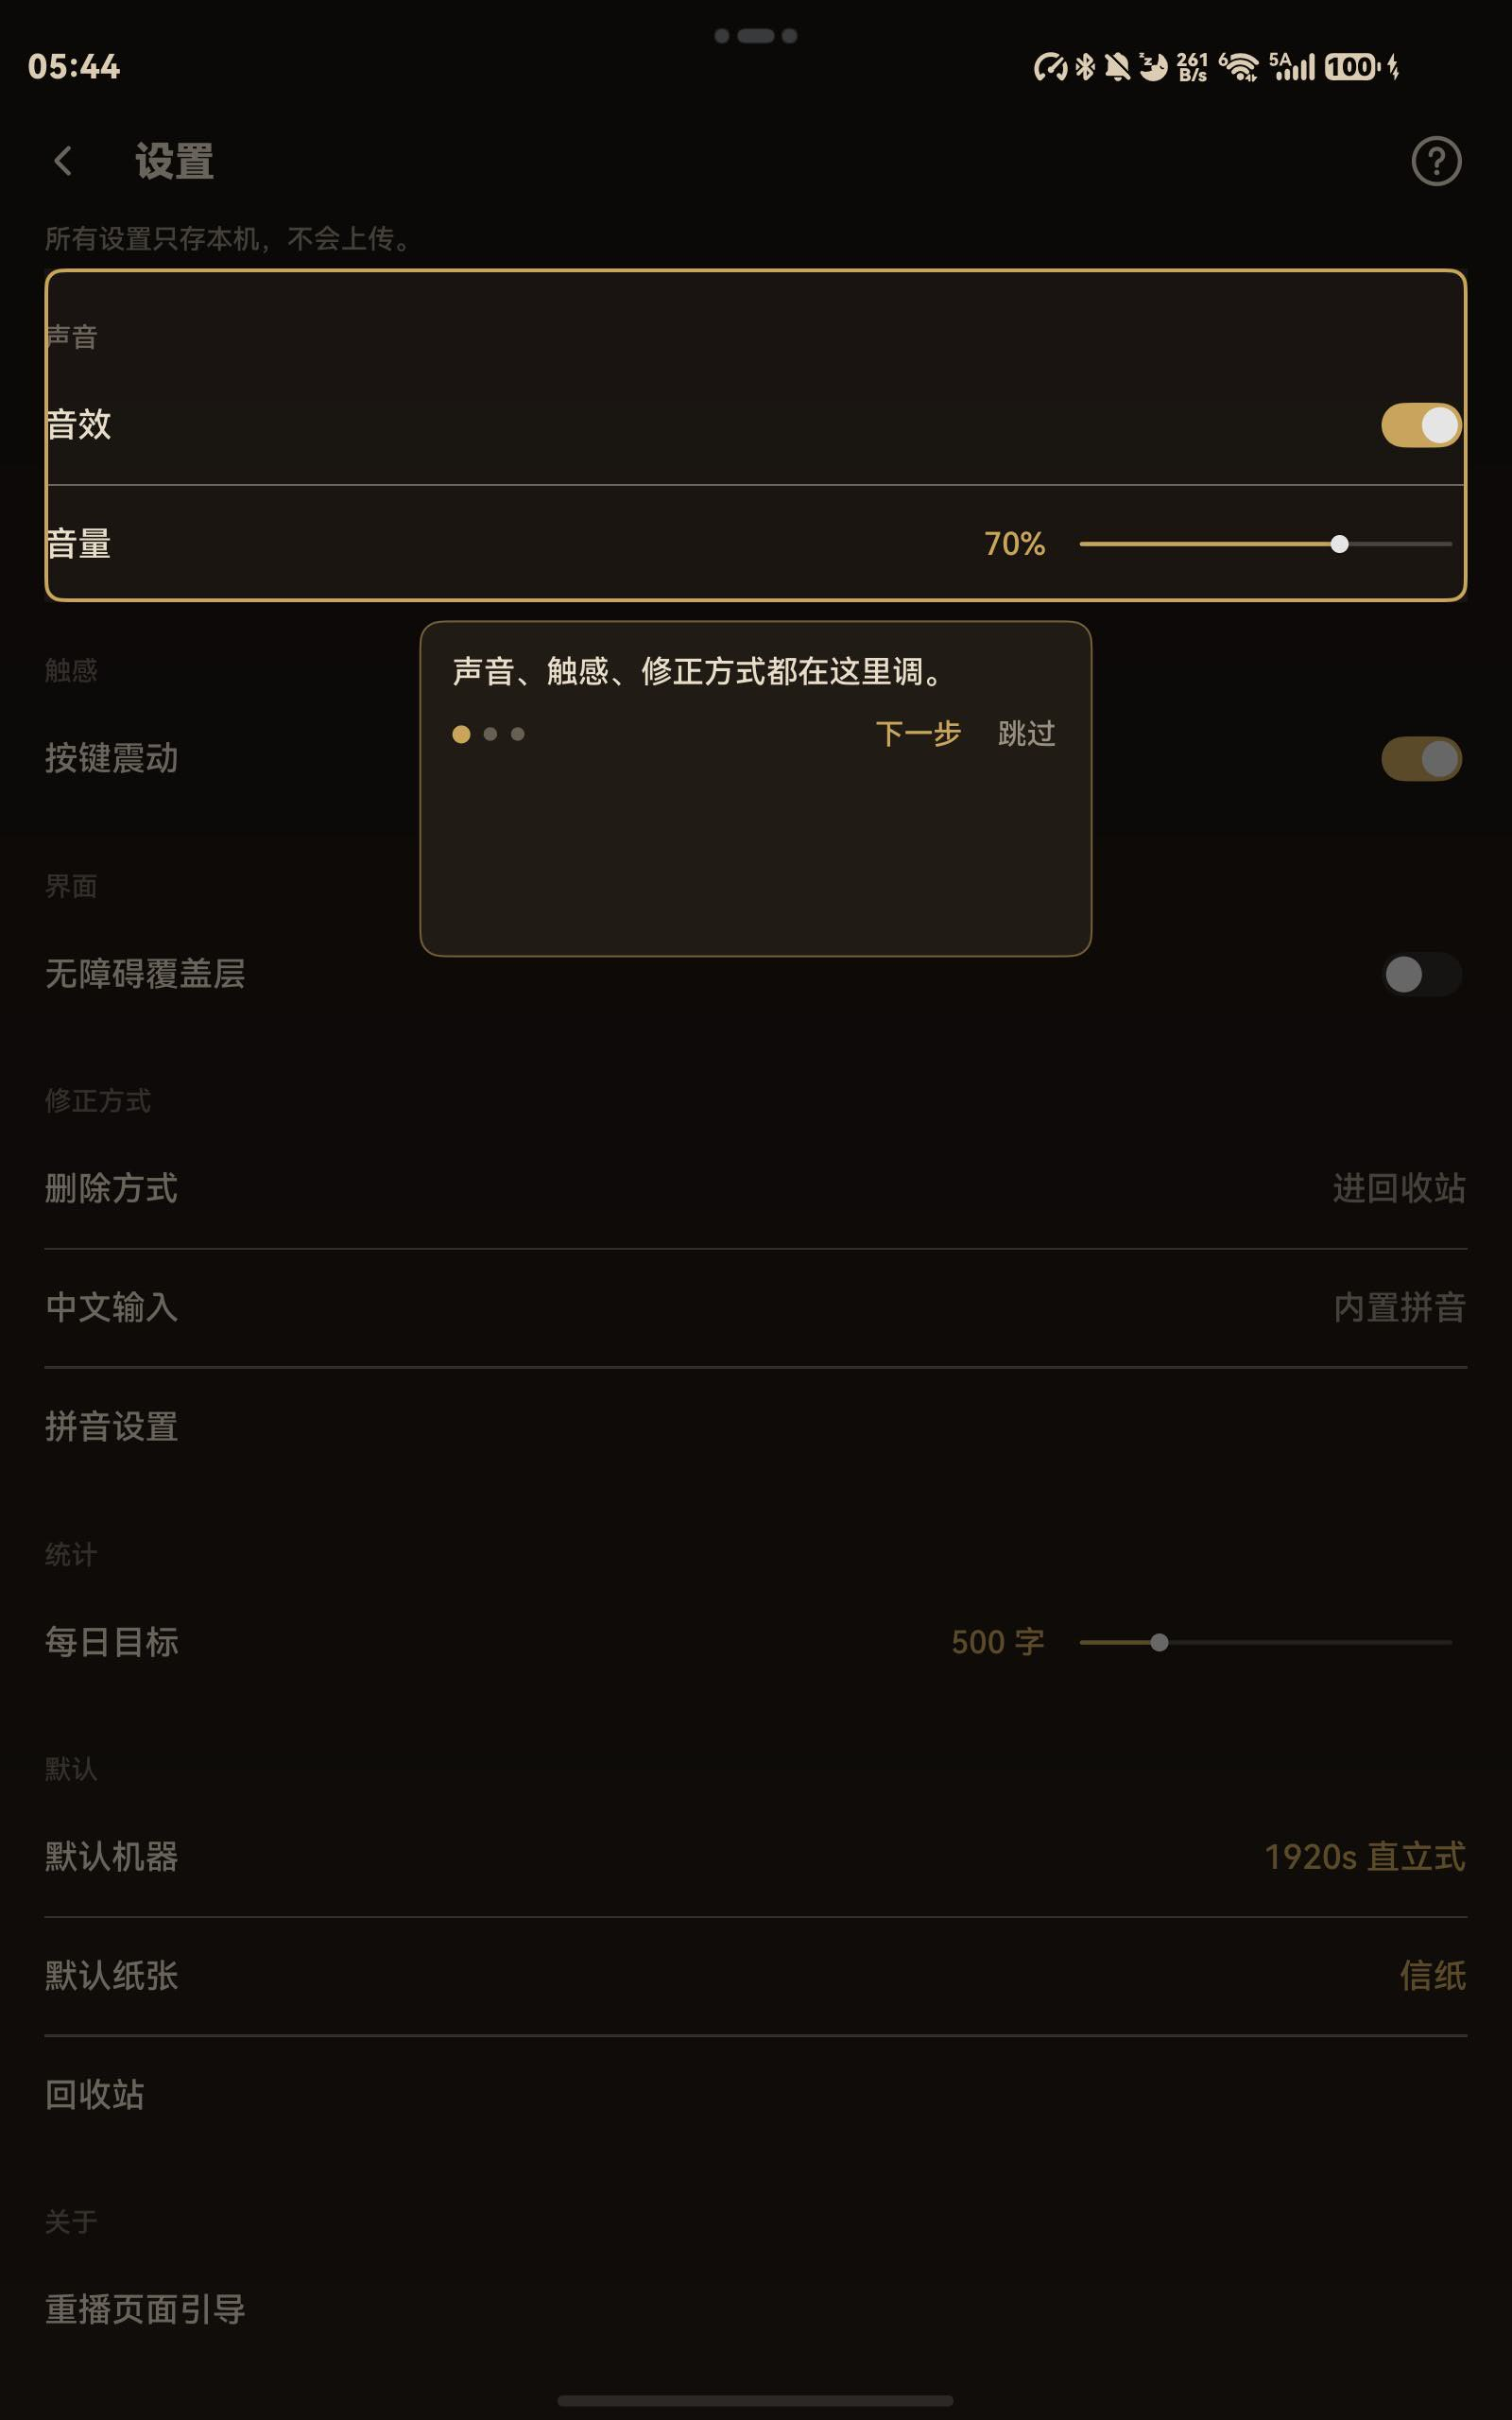 05:44
261 B/s
6
5A
100
设置
所有设置只存本机，不会上传。
声音
音效
音量 70%
声音、触感、修正方式都在这里调。
下一步 跳过
触感
按键震动
界面
无障碍覆盖层
修正方式
删除方式 进回收站
中文输入 内置拼音
拼音设置
统计
每日目标 500 字
默认
默认机器 1920s 直立式
默认纸张 信纸
回收站
关于
重播页面引导